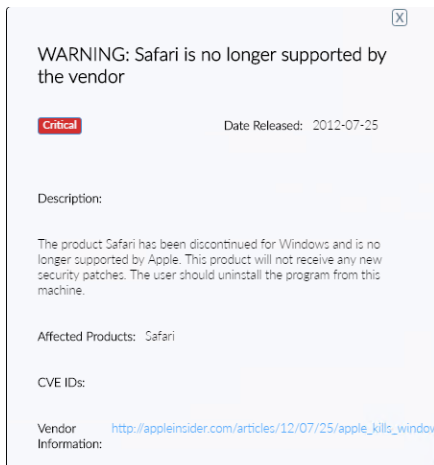 X
WARNING: Safari is no longer supported by
the vendor
Critical Date Released: 2012-07-25
Description:
The product Safari has been discontinued for Windows and is no
longer supported by Apple. This product will not receive any new
security patches. The user should uninstall the program from this
machine.
Affected Products: Safari
CVE IDs:
Vendor http://appleinsider.com/articles/12/07/25/apple_kills_window
Information: